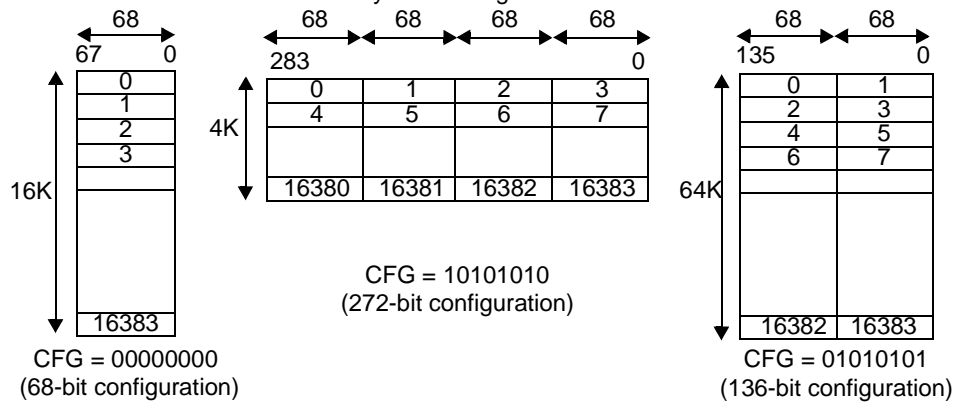 68
67 0
0
1
2
3
16383
16K
CFG = 00000000
(68-bit configuration)
68 68 68 68
283 0
0 1 2 3
4 5 6 7
16380 16381 16382 16383
4K
CFG = 10101010
(272-bit configuration)
68 68
135 0
0 1
2 3
4 5
6 7
16382 16383
64K
CFG = 01010101
(136-bit configuration)